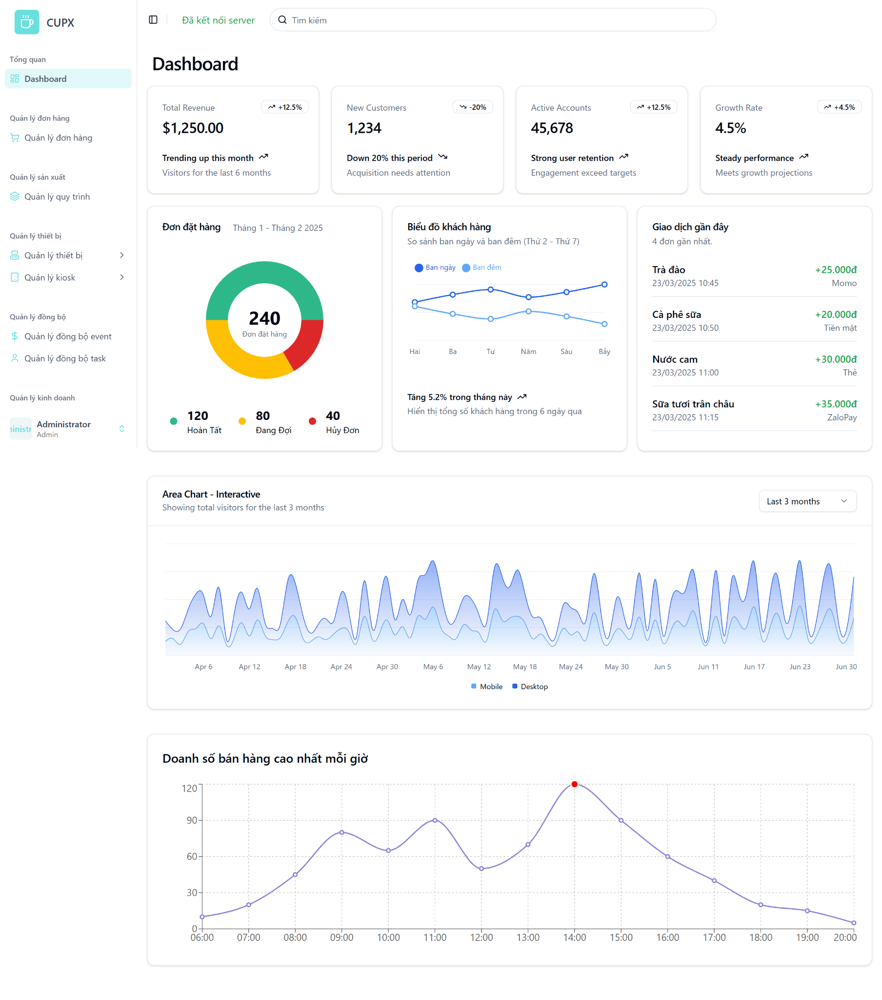 CUPX
Tổng quan
Dashboard
Quản lý đơn hàng
Quản lý đơn hàng
Quản lý sản xuất
Quản lý quy trình
Quản lý thiết bị
Quản lý thiết bị
Quản lý kiosk
Quản lý đồng bộ
Quản lý đồng bộ event
Quản lý đồng bộ task
Quản lý kinh doanh
ninistr
Administrator
Admin
Đã kết nối server
Tìm kiếm
Dashboard
Total Revenue
+12.5%
$1,250.00
Trending up this month
Visitors for the last 6 months
New Customers
-20%
1,234
Down 20% this period
Acquisition needs attention
Active Accounts
+12.5%
45,678
Strong user retention
Engagement exceed targets
Growth Rate
+4.5%
4.5%
Steady performance
Meets growth projections
Đơn đặt hàng Tháng 1 - Tháng 2 2025
240
Đơn đặt hàng
120
Hoàn Tất
80
Đang Đợi
40
Hủy Đơn
Biểu đồ khách hàng
So sánh ban ngày và ban đêm (Thứ 2 - Thứ 7)
Ban ngày Ban đêm
Hai Ba Tư Năm Sáu Bảy
Tăng 5.2% trong tháng này
Hiển thị tổng số khách hàng trong 6 ngày qua
Giao dịch gần đây
4 đơn gần nhất.
Trà đào +25.000đ
23/03/2025 10:45 Momo
Cà phê sữa +20.000đ
23/03/2025 10:50 Tiền mặt
Nước cam +30.000đ
23/03/2025 11:00 Thẻ
Sữa tươi trân châu +35.000đ
23/03/2025 11:15 ZaloPay
Area Chart - Interactive
Showing total visitors for the last 3 months
Last 3 months
Apr 6 Apr 12 Apr 18 Apr 24 Apr 30 May 6 May 12 May 18 May 24 May 30 Jun 5 Jun 11 Jun 17 Jun 23 Jun 30
Mobile Desktop
Doanh số bán hàng cao nhất mỗi giờ
120
90
60
30
0
06:00 07:00 08:00 09:00 10:00 11:00 12:00 13:00 14:00 15:00 16:00 17:00 18:00 19:00 20:00